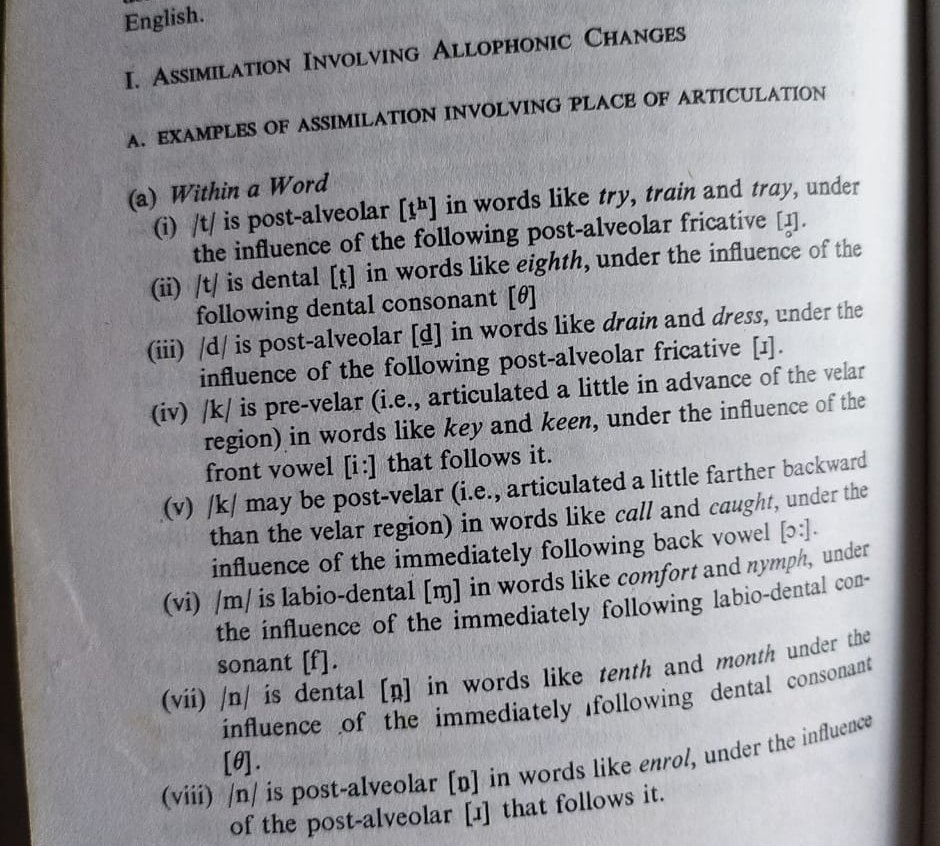 English.
I. ASSIMILATION INVOLVING ALLOPHONIC CHANGES
A. EXAMPLES OF ASSIMILATION INVOLVING PLACE OF ARTICULATION
(a) Within a Word
(i) /t/ is post-alveolar [t̠ʰ] in words like try, train and tray, under
the influence of the following post-alveolar fricative [ɹ̥].
(ii) /t/ is dental [t̪] in words like eighth, under the influence of the
following dental consonant [θ]
(iii) /d/ is post-alveolar [d̠] in words like drain and dress, under the
influence of the following post-alveolar fricative [ɹ].
(iv) /k/ is pre-velar (i.e., articulated a little in advance of the velar
region) in words like key and keen, under the influence of the
front vowel [i:] that follows it.
(v) /k/ may be post-velar (i.e., articulated a little farther backward
than the velar region) in words like call and caught, under the
influence of the immediately following back vowel [ɔ:].
(vi) /m/ is labio-dental [ɱ] in words like comfort and nymph, under
the influence of the immediately following labio-dental con-
sonant [f].
(vii) /n/ is dental [n̪] in words like tenth and month under the
influence of the immediately following dental consonant
[θ].
(viii) /n/ is post-alveolar [n̠] in words like enrol, under the influence
of the post-alveolar [ɹ] that follows it.